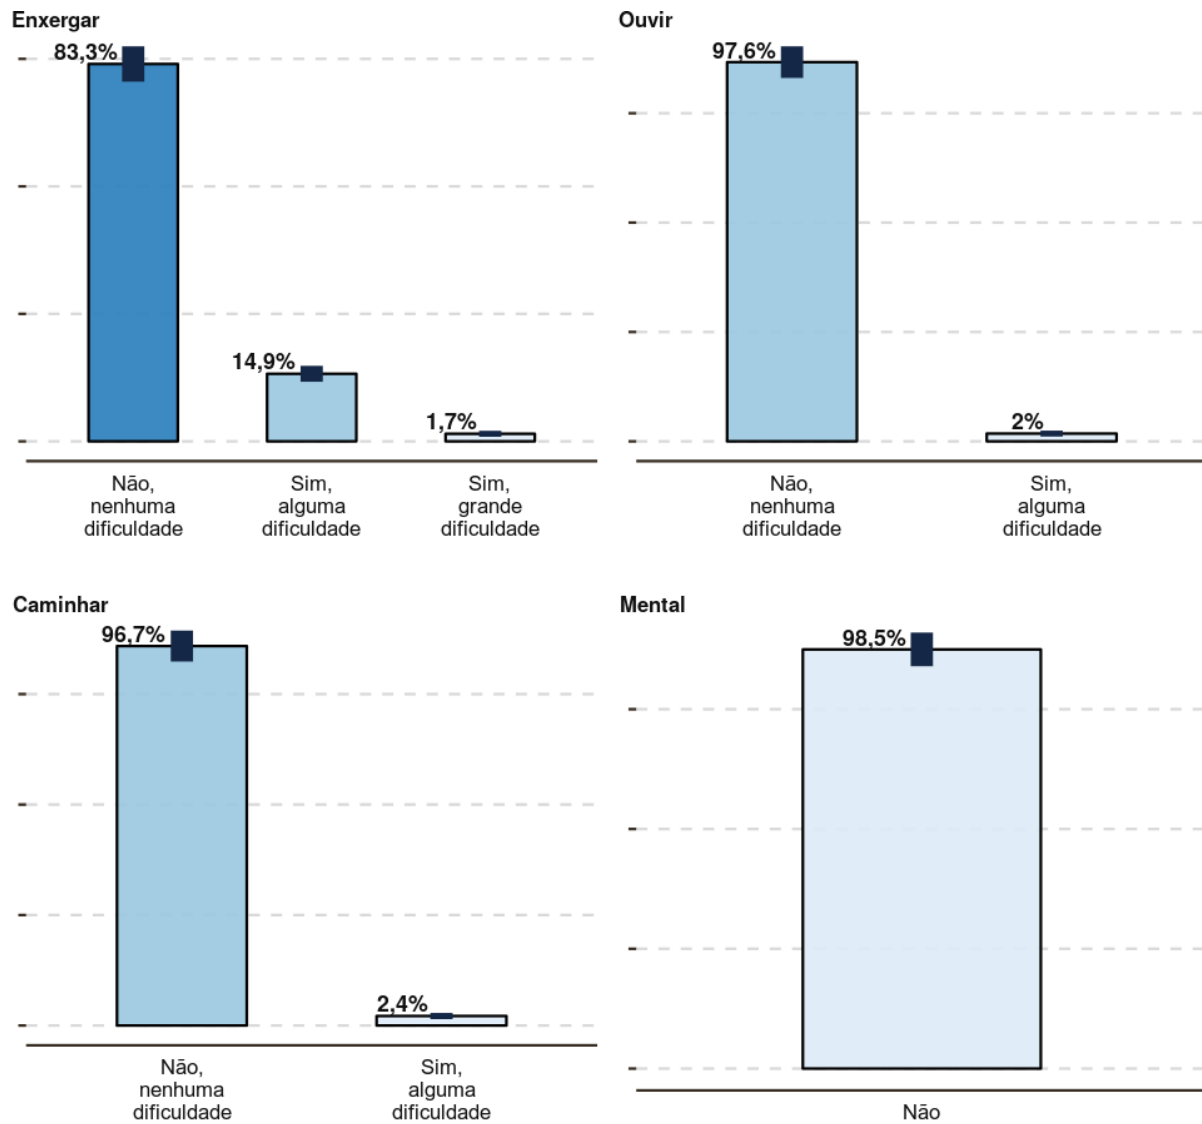 Enxergar
83,3%
14,9%
1,7%
Não,
nenhuma
dificuldade
Sim,
alguma
dificuldade
Sim,
grande
dificuldade
Ouvir
97,6%
2%
Não,
nenhuma
dificuldade
Sim,
alguma
dificuldade
Caminhar
96,7%
2,4%
Não,
nenhuma
dificuldade
Sim,
alguma
dificuldade
Mental
98,5%
Não